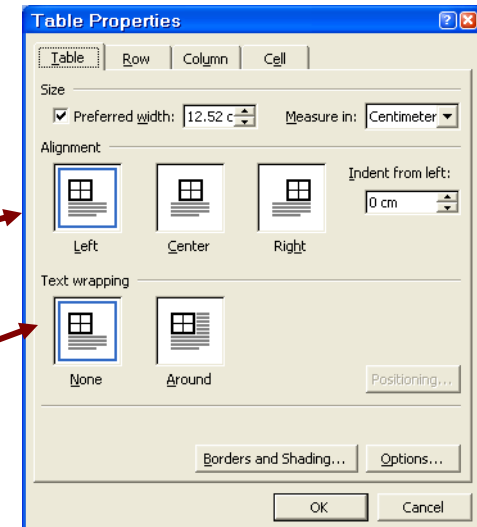 Table Properties
Table Row Column Cell
Size
Preferred width: 12.52 c Measure in: Centimeter
Alignment
Indent from left:
0 cm
Left Center Right
Text wrapping
None Around Positioning...
Borders and Shading... Options...
OK Cancel